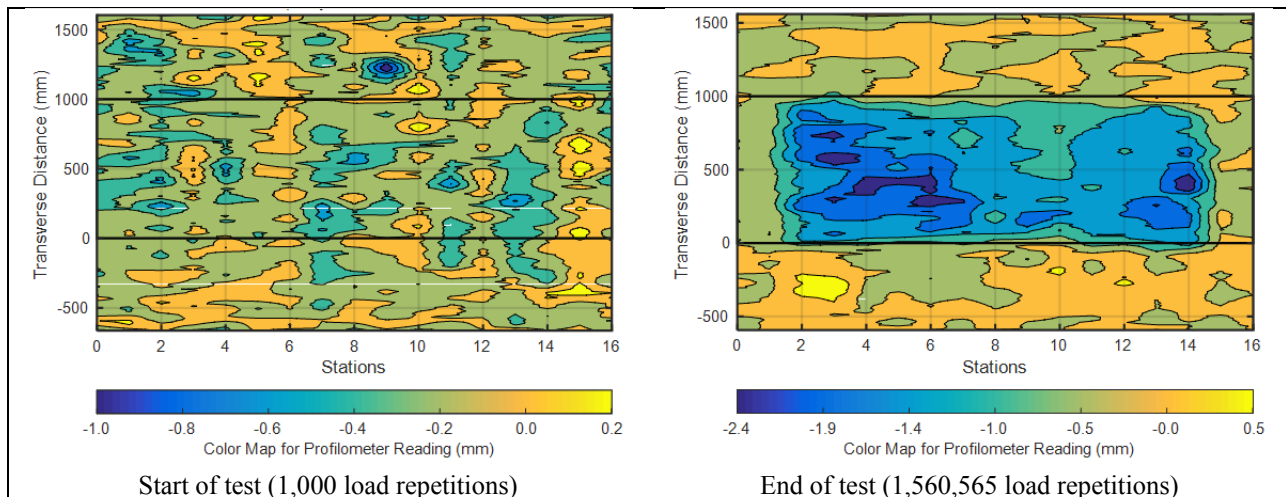 1500
1000
500
0
-500
Transverse Distance (mm)
0 2 4 6 8 10 12 14 16
Stations
-1.0 -0.8 -0.6 -0.4 -0.2 0.0 0.2
Color Map for Profilometer Reading (mm)
Start of test (1,000 load repetitions)
1500
1000
500
0
-500
Transverse Distance (mm)
0 2 4 6 8 10 12 14 16
Stations
-2.4 -1.9 -1.4 -1.0 -0.5 -0.0 0.5
Color Map for Profilometer Reading (mm)
End of test (1,560,565 load repetitions)